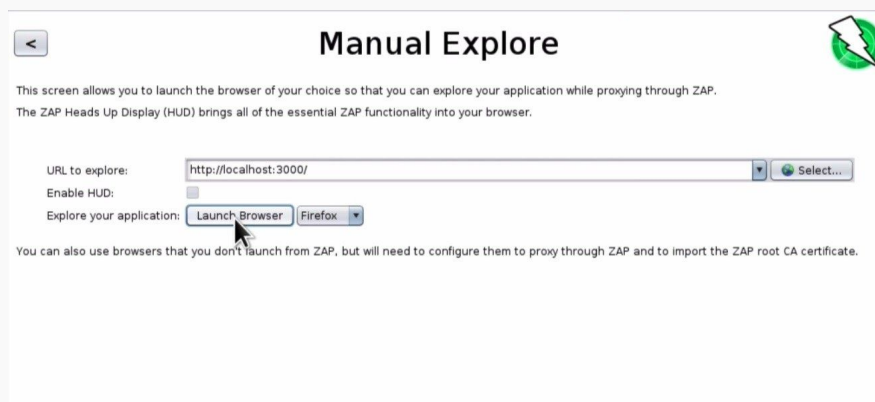 <
Manual Explore
This screen allows you to launch the browser of your choice so that you can explore your application while proxying through ZAP.
The ZAP Heads Up Display (HUD) brings all of the essential ZAP functionality into your browser.
URL to explore: http://localhost:3000/ Select...
Enable HUD:
Explore your application: Launch Browser Firefox
You can also use browsers that you don't launch from ZAP, but will need to configure them to proxy through ZAP and to import the ZAP root CA certificate.